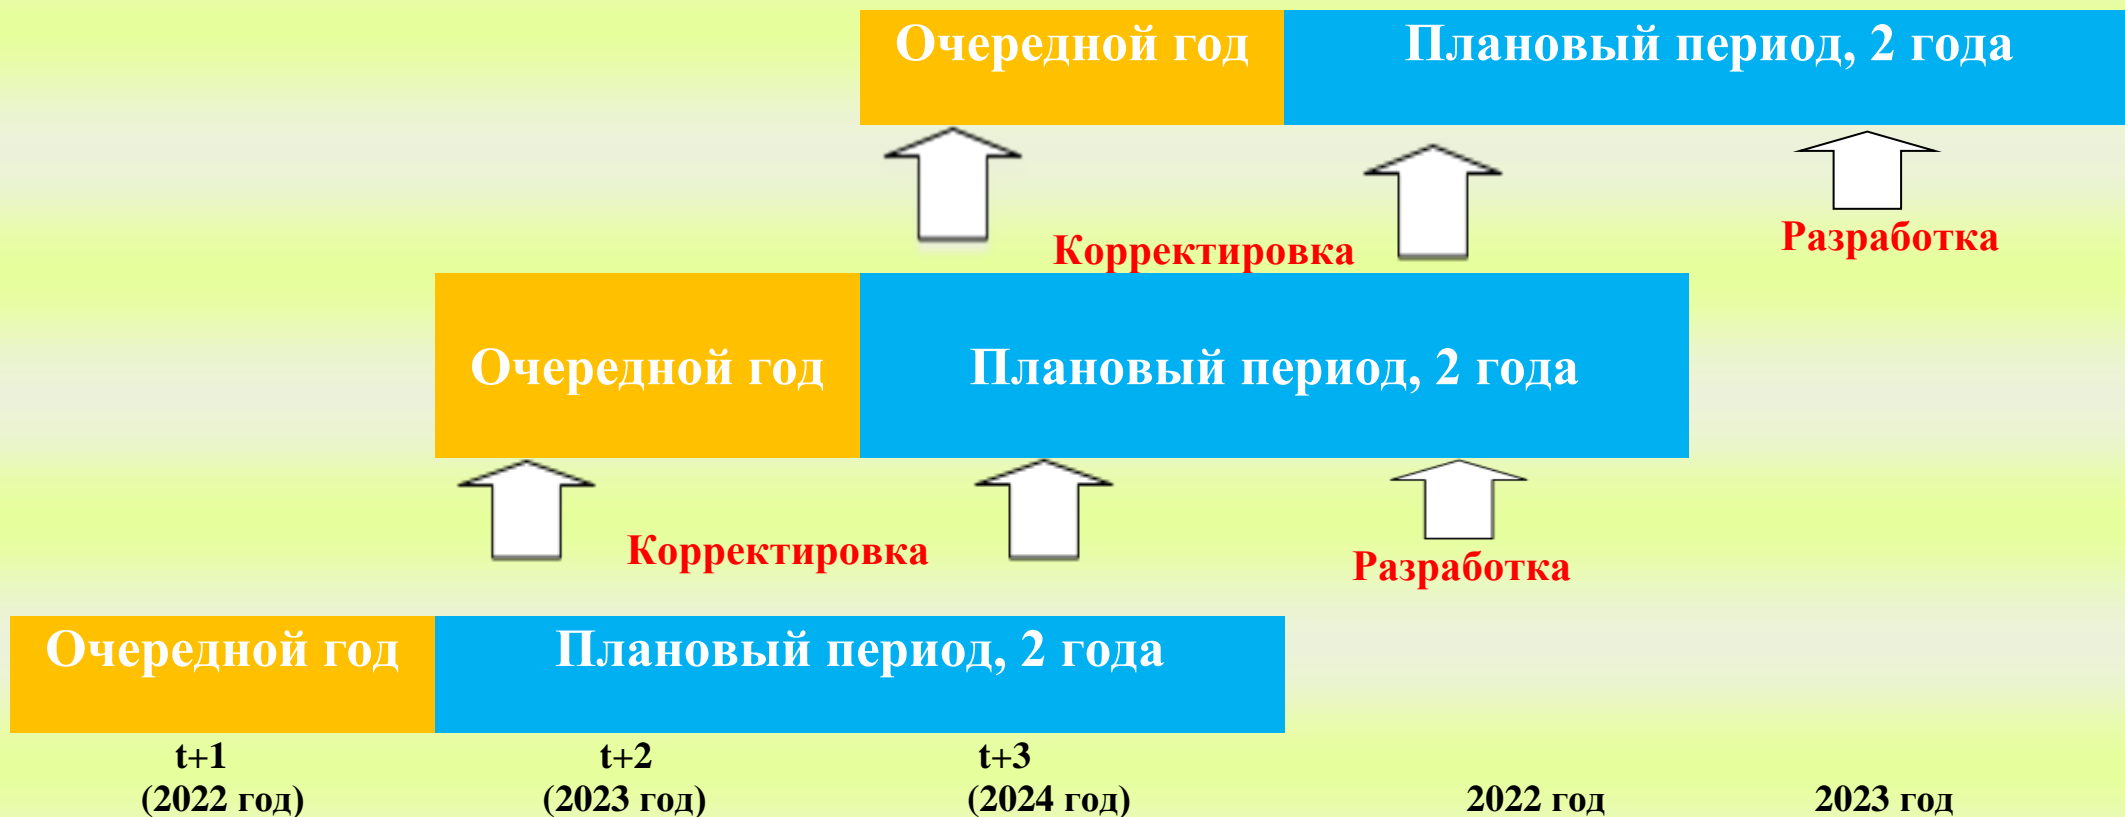 Очередной год
Плановый период, 2 года
Корректировка
Разработка
Очередной год
Плановый период, 2 года
Корректировка
Разработка
Очередной год
Плановый период, 2 года
t+1
t+2
t+3
(2022 год)
(2023 год)
(2024 год)
2022 год
2023 год